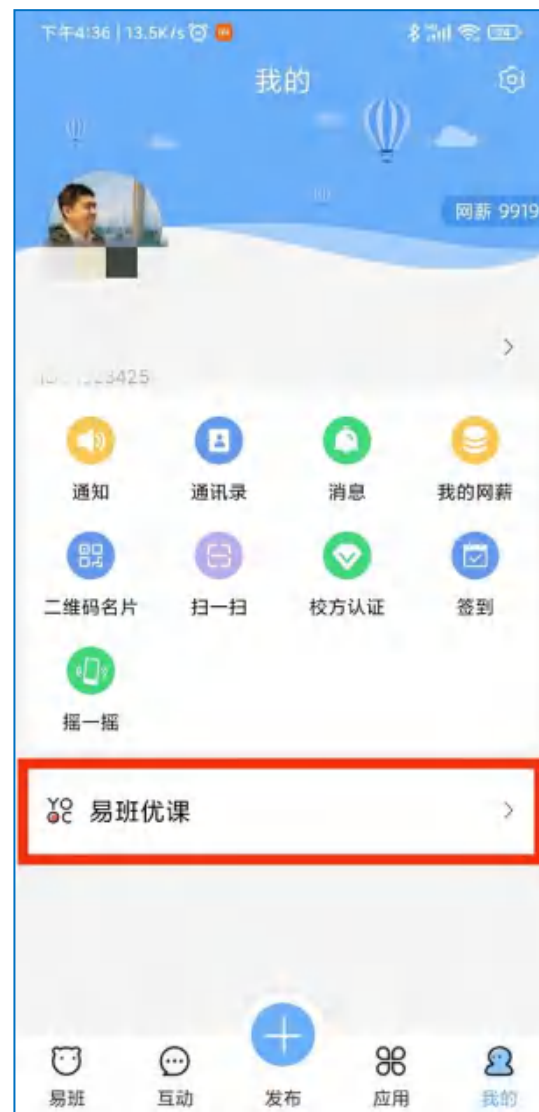 下午4:36 | 13.5K/s
我的
网薪 9919
3425
通知 通讯录 消息 我的网薪
二维码名片 扫一扫 校方认证 签到
摇一摇
YOOC 易班优课
易班 互动 发布 应用 我的